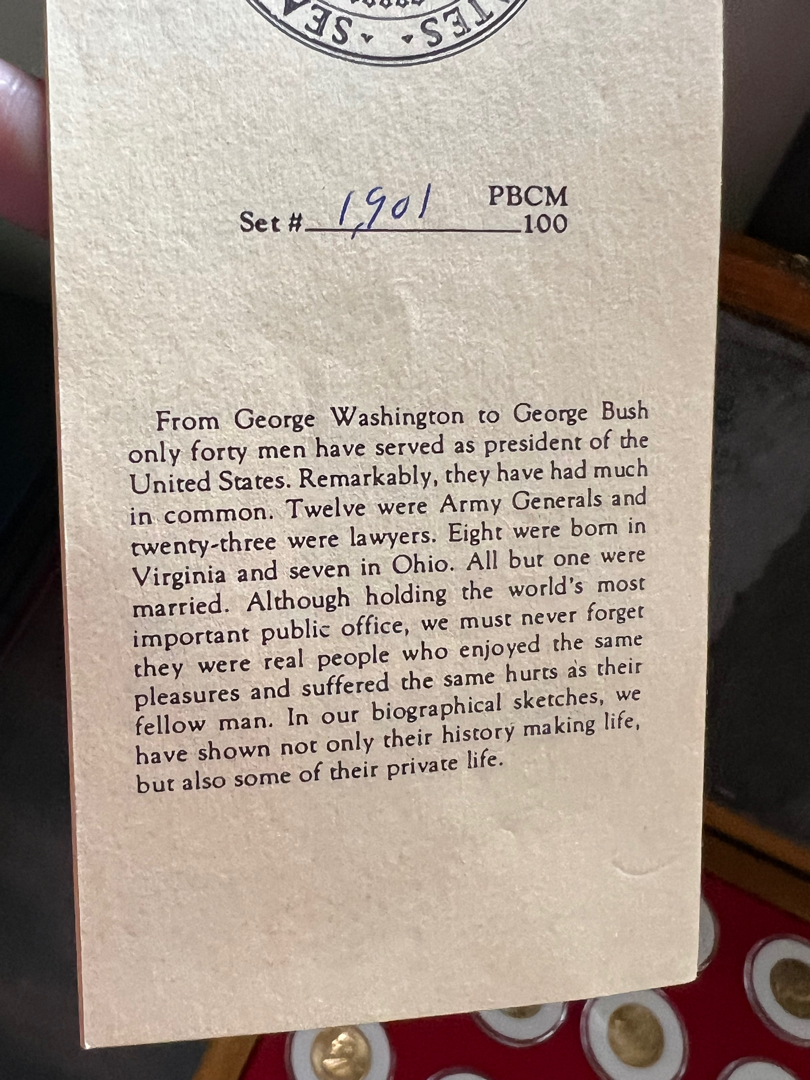 SEA
TES
PBCM
Set # 1,901 100
From George Washington to George Bush
only forty men have served as president of the
United States. Remarkably, they have had much
in common. Twelve were Army Generals and
twenty-three were lawyers. Eight were born in
Virginia and seven in Ohio. All but one were
married. Although holding the world's most
important public office, we must never forget
they were real people who enjoyed the same
pleasures and suffered the same hurts as their
fellow man. In our biographical sketches, we
have shown not only their history making life,
but also some of their private life.